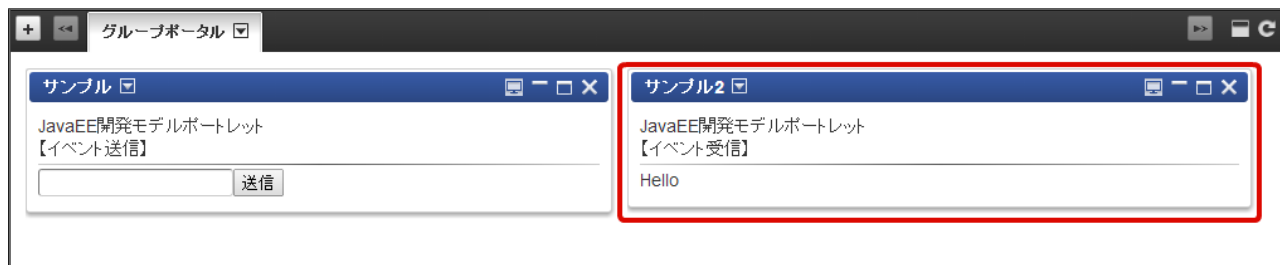 グループポータル
サンプル
JavaEE開発モデルポートレット
【イベント送信】
送信
サンプル2
JavaEE開発モデルポートレット
【イベント受信】
Hello